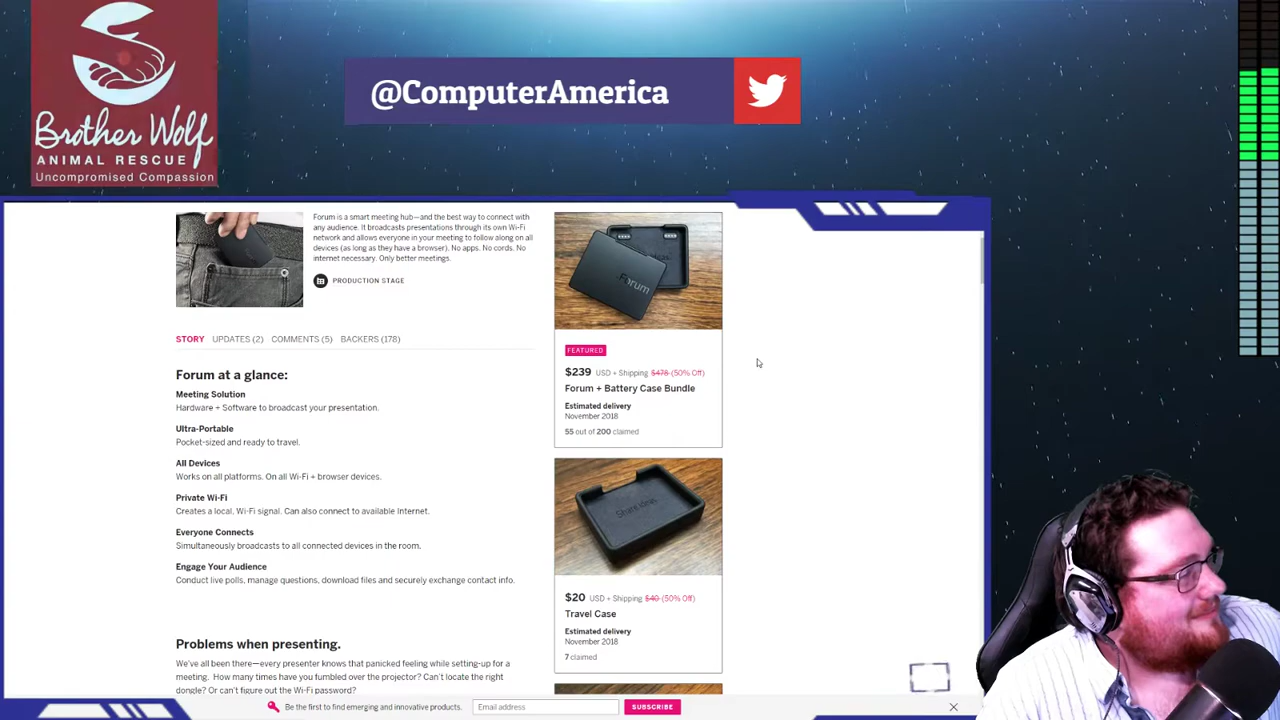 Brother Wolf
ANIMAL RESCUE
Uncompromised Compassion
@ComputerAmerica
Forum is a smart meeting hub—and the best way to connect with
any audience. It broadcasts presentations through its own Wi-Fi
network and allows everyone in your meeting to follow along on all
devices (as long as they have a browser). No apps. No cords. No
internet necessary. Only better meetings.
PRODUCTION STAGE
STORY UPDATES (2) COMMENTS (5) BACKERS (178)
Forum at a glance:
Meeting Solution
Hardware + Software to broadcast your presentation.
Ultra-Portable
Pocket-sized and ready to travel.
All Devices
Works on all platforms. On all Wi-Fi + browser devices.
Private Wi-Fi
Creates a local, Wi-Fi signal. Can also connect to available Internet.
Everyone Connects
Simultaneously broadcasts to all connected devices in the room.
Engage Your Audience
Conduct live polls, manage questions, download files and securely exchange contact info.
Problems when presenting.
We've all been there—every presenter knows that panicked feeling while setting-up for a
meeting. How many times have you fumbled over the projector? Can't locate the right
dongle? Or can't figure out the Wi-Fi password?
Forum
FEATURED
$239 USD + Shipping $478 (50% Off)
Forum + Battery Case Bundle
Estimated delivery
November 2018
55 out of 200 claimed
$20 USD + Shipping $40 (50% Off)
Travel Case
Estimated delivery
November 2018
7 claimed
Be the first to find emerging and innovative products.
Email address
SUBSCRIBE